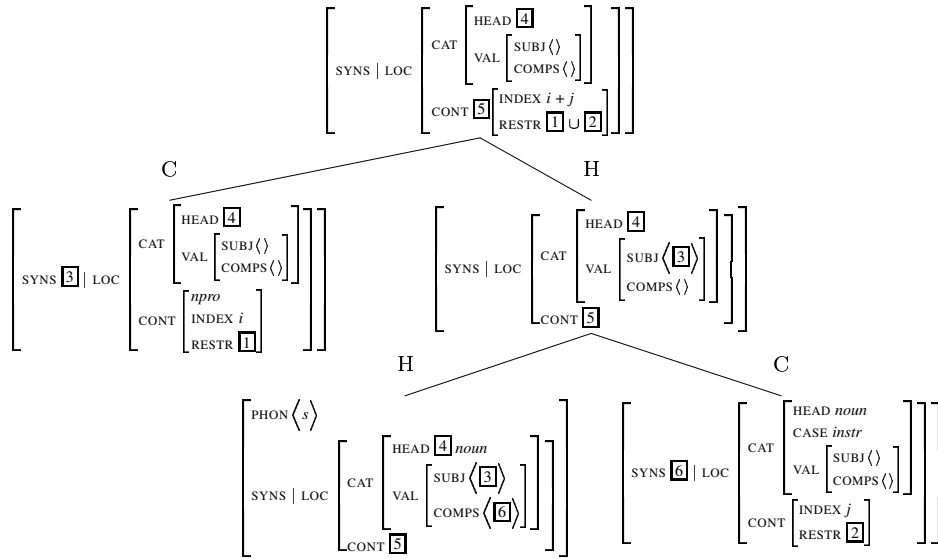 HEAD 4
CAT
SUBJ⟨⟩
VAL
COMPS⟨⟩
SYNS | LOC
INDEX i + j
CONT 5
RESTR 1 ∪ 2
C
H
HEAD 4
CAT
SUBJ⟨⟩
VAL
COMPS⟨⟩
SYNS 3 | LOC
npro
CONT
INDEX i
RESTR 1
HEAD 4
CAT
SUBJ⟨3⟩
VAL
COMPS⟨⟩
SYNS | LOC
CONT 5
H
C
PHON⟨s⟩
HEAD 4 noun
CAT
SUBJ⟨3⟩
VAL
COMPS⟨6⟩
SYNS | LOC
CONT 5
HEAD noun
CASE instr
CAT
SUBJ⟨⟩
VAL
COMPS⟨⟩
SYNS 6 | LOC
INDEX j
CONT
RESTR 2